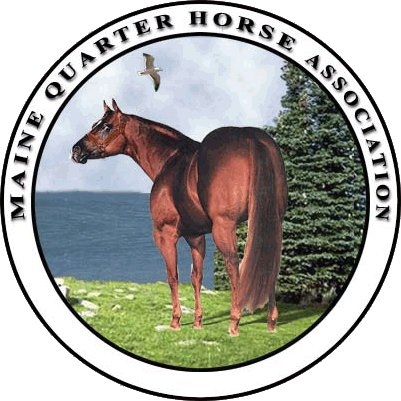 MAINE QUARTER HORSE ASSOCIATION